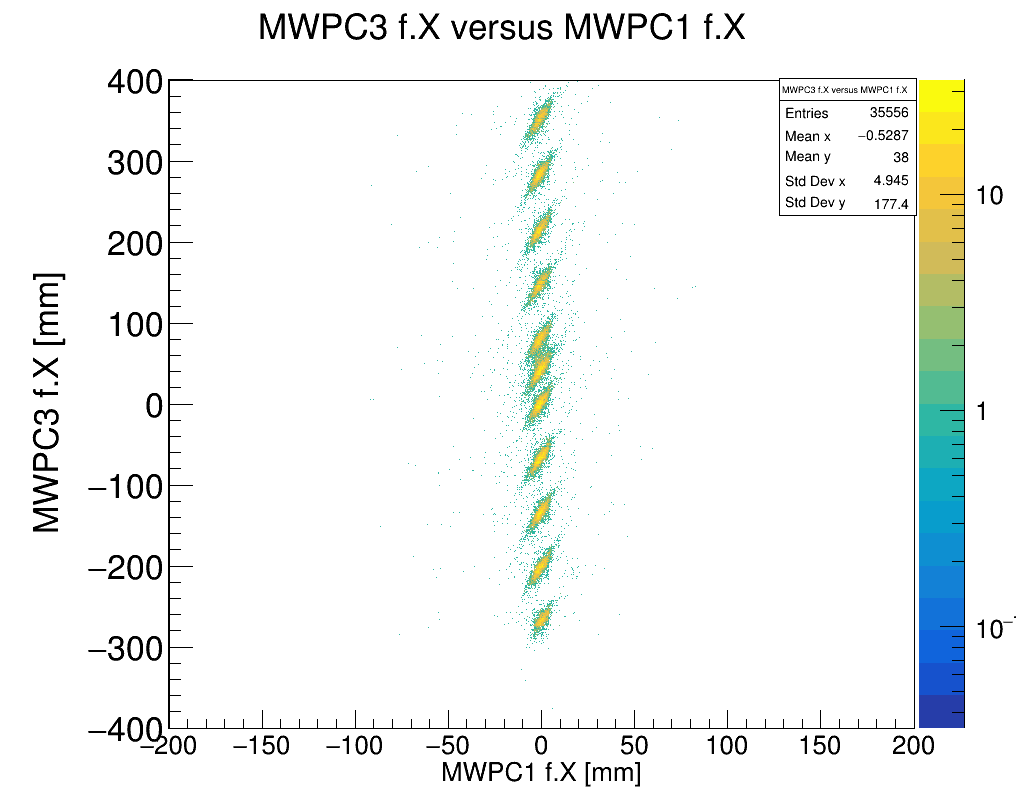 MWPC3 f.X versus MWPC1 f.X
MWPC3 f.X versus MWPC1 f.X
Entries 35556
Mean x −0.5287
Mean y 38
Std Dev x 4.945
Std Dev y 177.4
400
300
200
100
0
−100
−200
−300
−400
MWPC3 f.X [mm]
−200 −150 −100 −50 0 50 100 150 200
MWPC1 f.X [mm]
10
1
10−